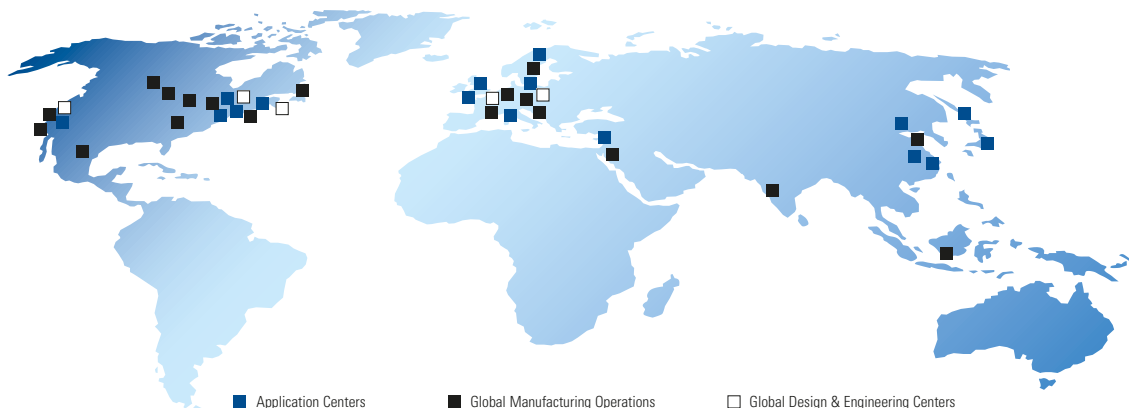 Application Centers
Global Manufacturing Operations
Global Design & Engineering Centers